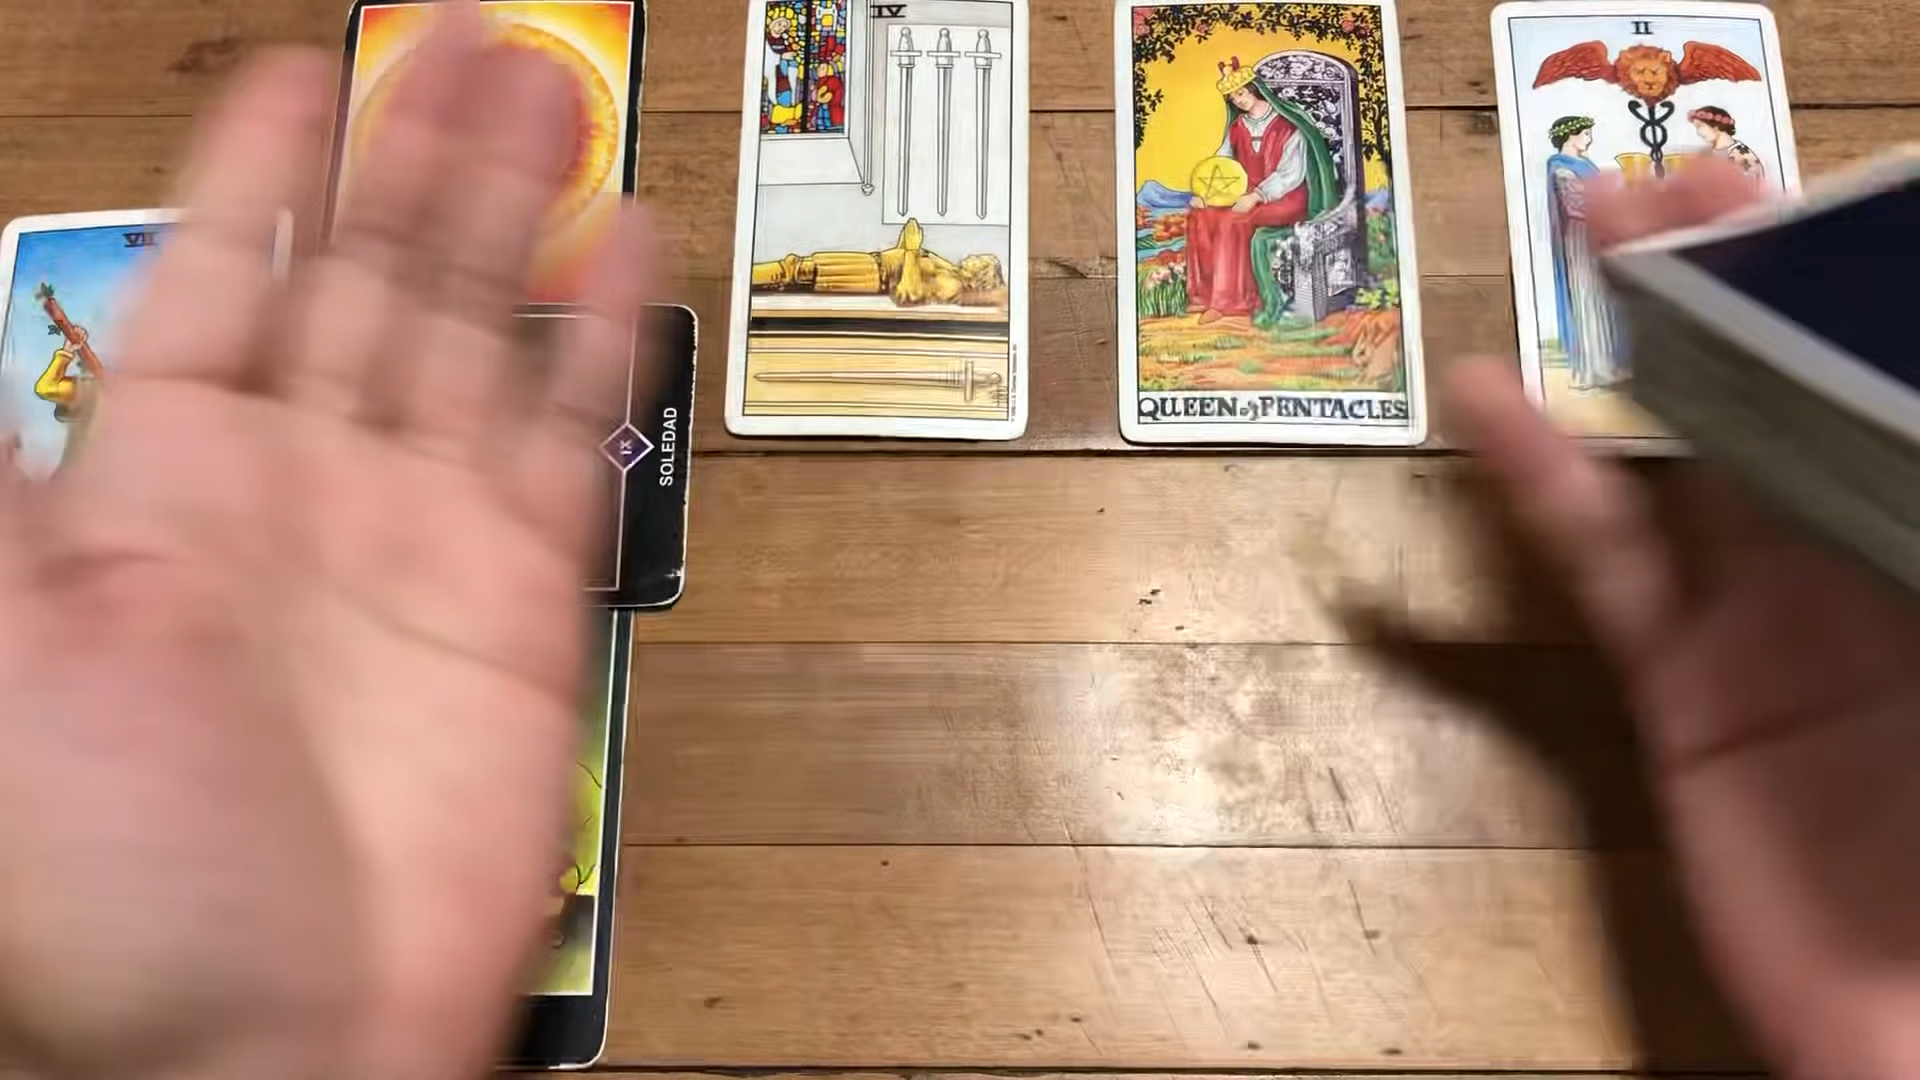 IV
II
VII
QUEEN of PENTACLES
IX
SOLEDAD